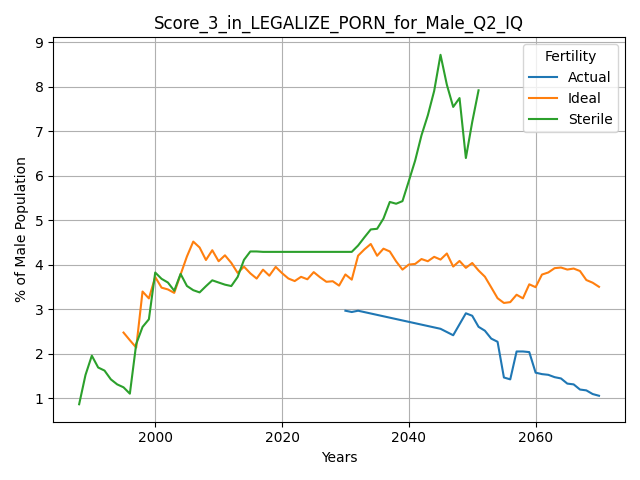 Score_3_in_LEGALIZE_PORN_for_Male_Q2_IQ
Fertility
Actual
Ideal
Sterile
% of Male Population
9
8
7
6
5
4
3
2
1
2000 2020 2040 2060
Years